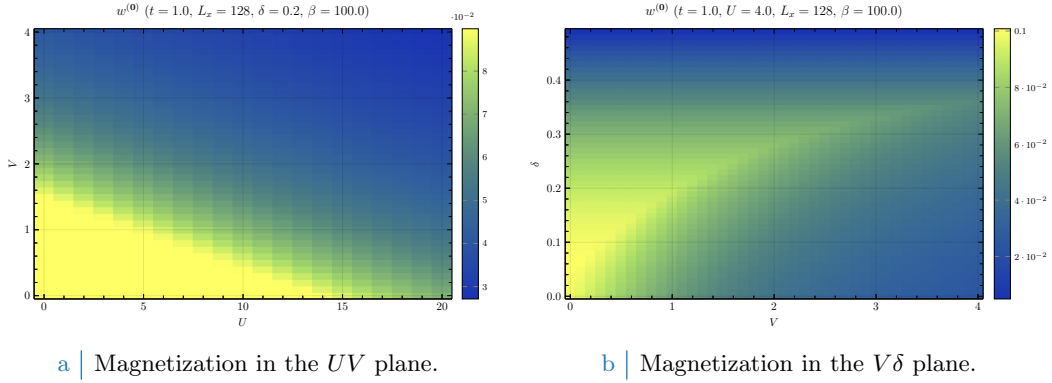 w^(0) (t = 1.0, L_x = 128, δ = 0.2, β = 100.0)
·10⁻²
4
3
2
1
0
V
0
5
10
15
20
U
8
7
6
5
4
3
a | Magnetization in the UV plane.
w^(0) (t = 1.0, U = 4.0, L_x = 128, β = 100.0)
0.4
0.3
0.2
0.1
0.0
δ
0
1
2
3
4
V
0.1
8 · 10⁻²
6 · 10⁻²
4 · 10⁻²
2 · 10⁻²
b | Magnetization in the Vδ plane.